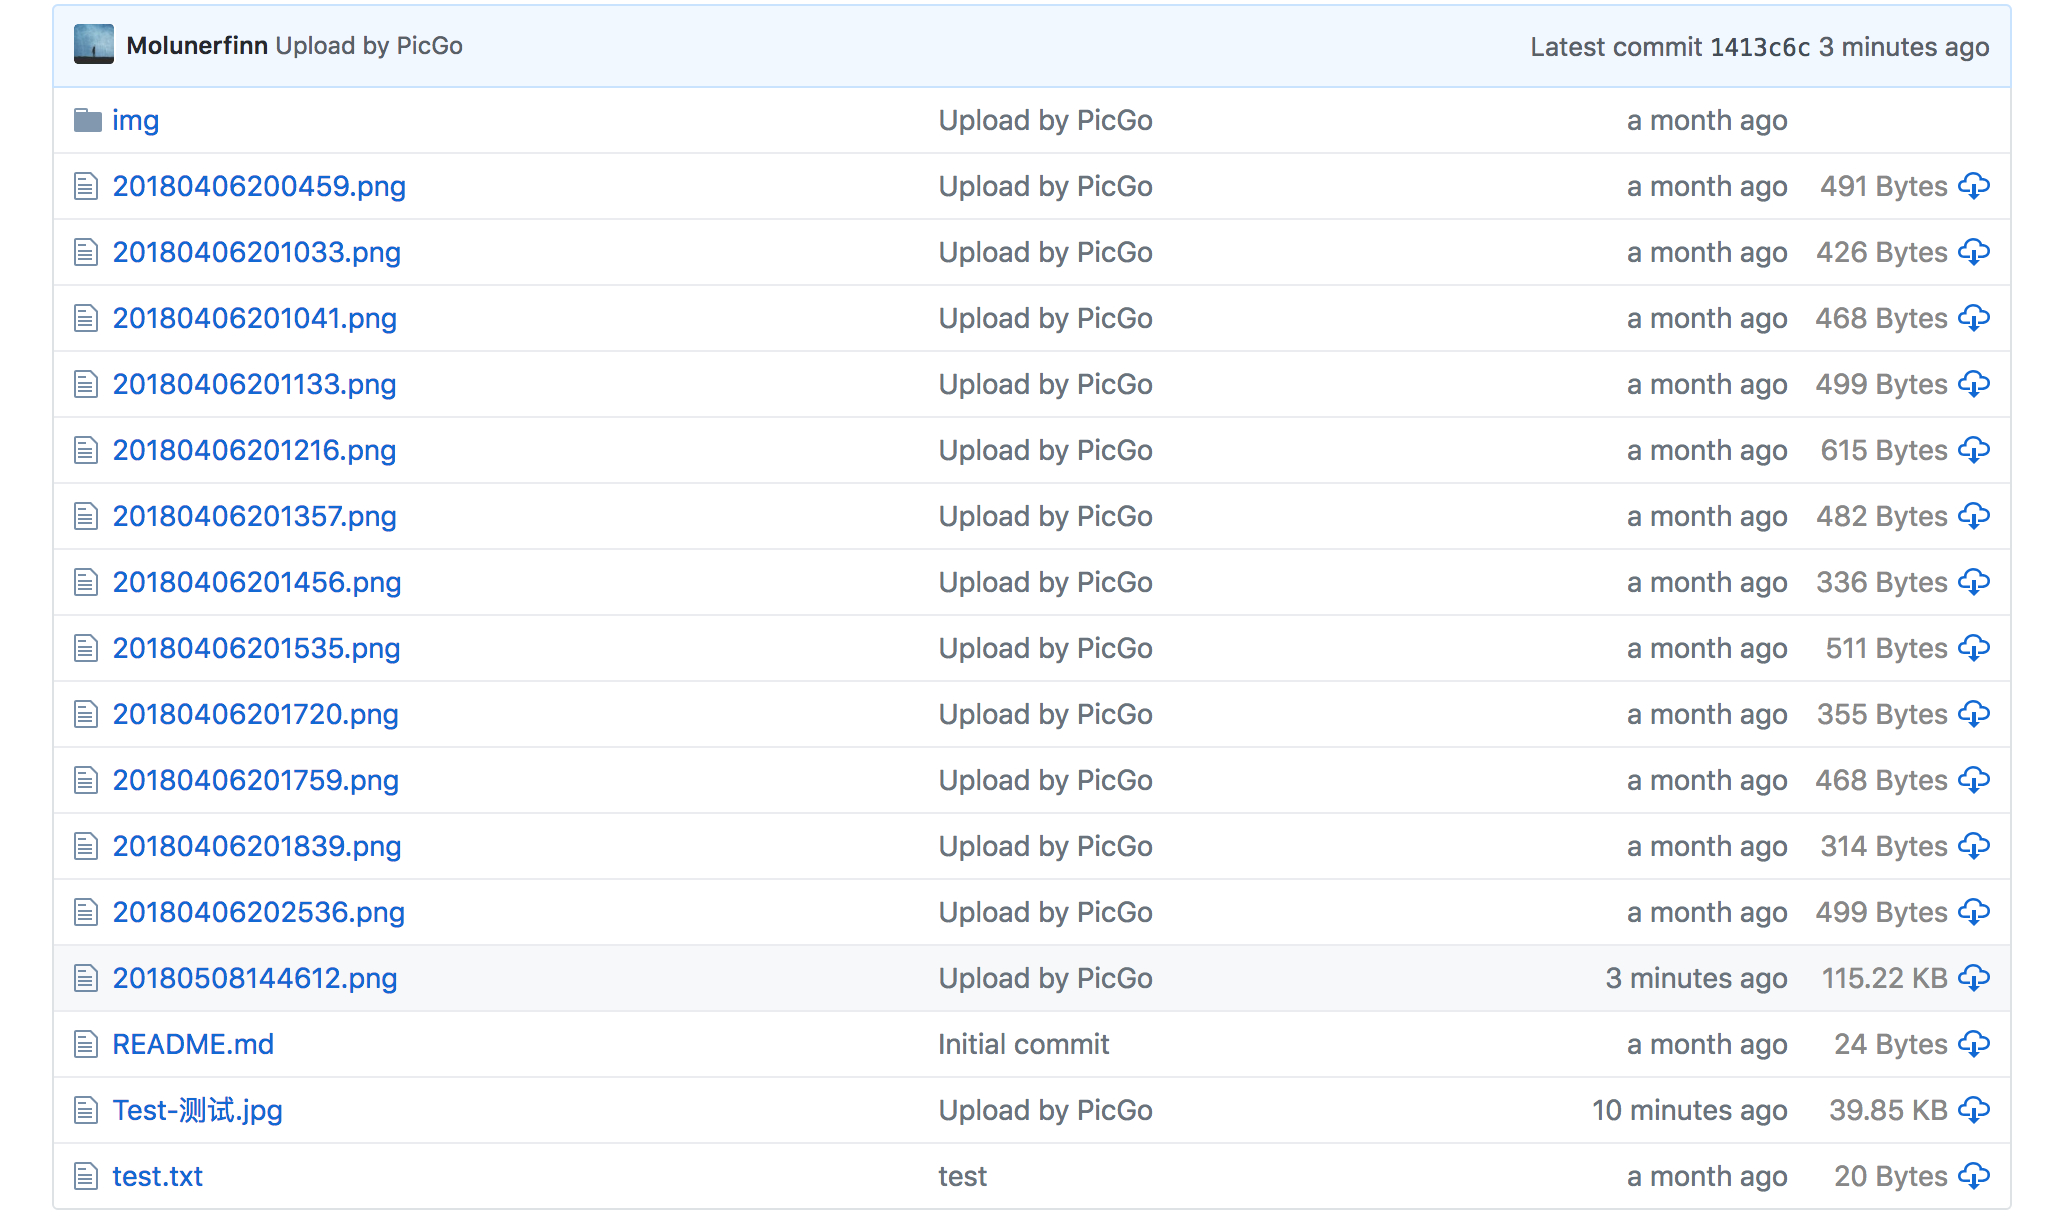 Molunerfinn Upload by PicGo Latest commit 1413c6c 3 minutes ago
img Upload by PicGo a month ago
20180406200459.png Upload by PicGo a month ago 491 Bytes
20180406201033.png Upload by PicGo a month ago 426 Bytes
20180406201041.png Upload by PicGo a month ago 468 Bytes
20180406201133.png Upload by PicGo a month ago 499 Bytes
20180406201216.png Upload by PicGo a month ago 615 Bytes
20180406201357.png Upload by PicGo a month ago 482 Bytes
20180406201456.png Upload by PicGo a month ago 336 Bytes
20180406201535.png Upload by PicGo a month ago 511 Bytes
20180406201720.png Upload by PicGo a month ago 355 Bytes
20180406201759.png Upload by PicGo a month ago 468 Bytes
20180406201839.png Upload by PicGo a month ago 314 Bytes
20180406202536.png Upload by PicGo a month ago 499 Bytes
20180508144612.png Upload by PicGo 3 minutes ago 115.22 KB
README.md Initial commit a month ago 24 Bytes
Test-测试.jpg Upload by PicGo 10 minutes ago 39.85 KB
test.txt test a month ago 20 Bytes